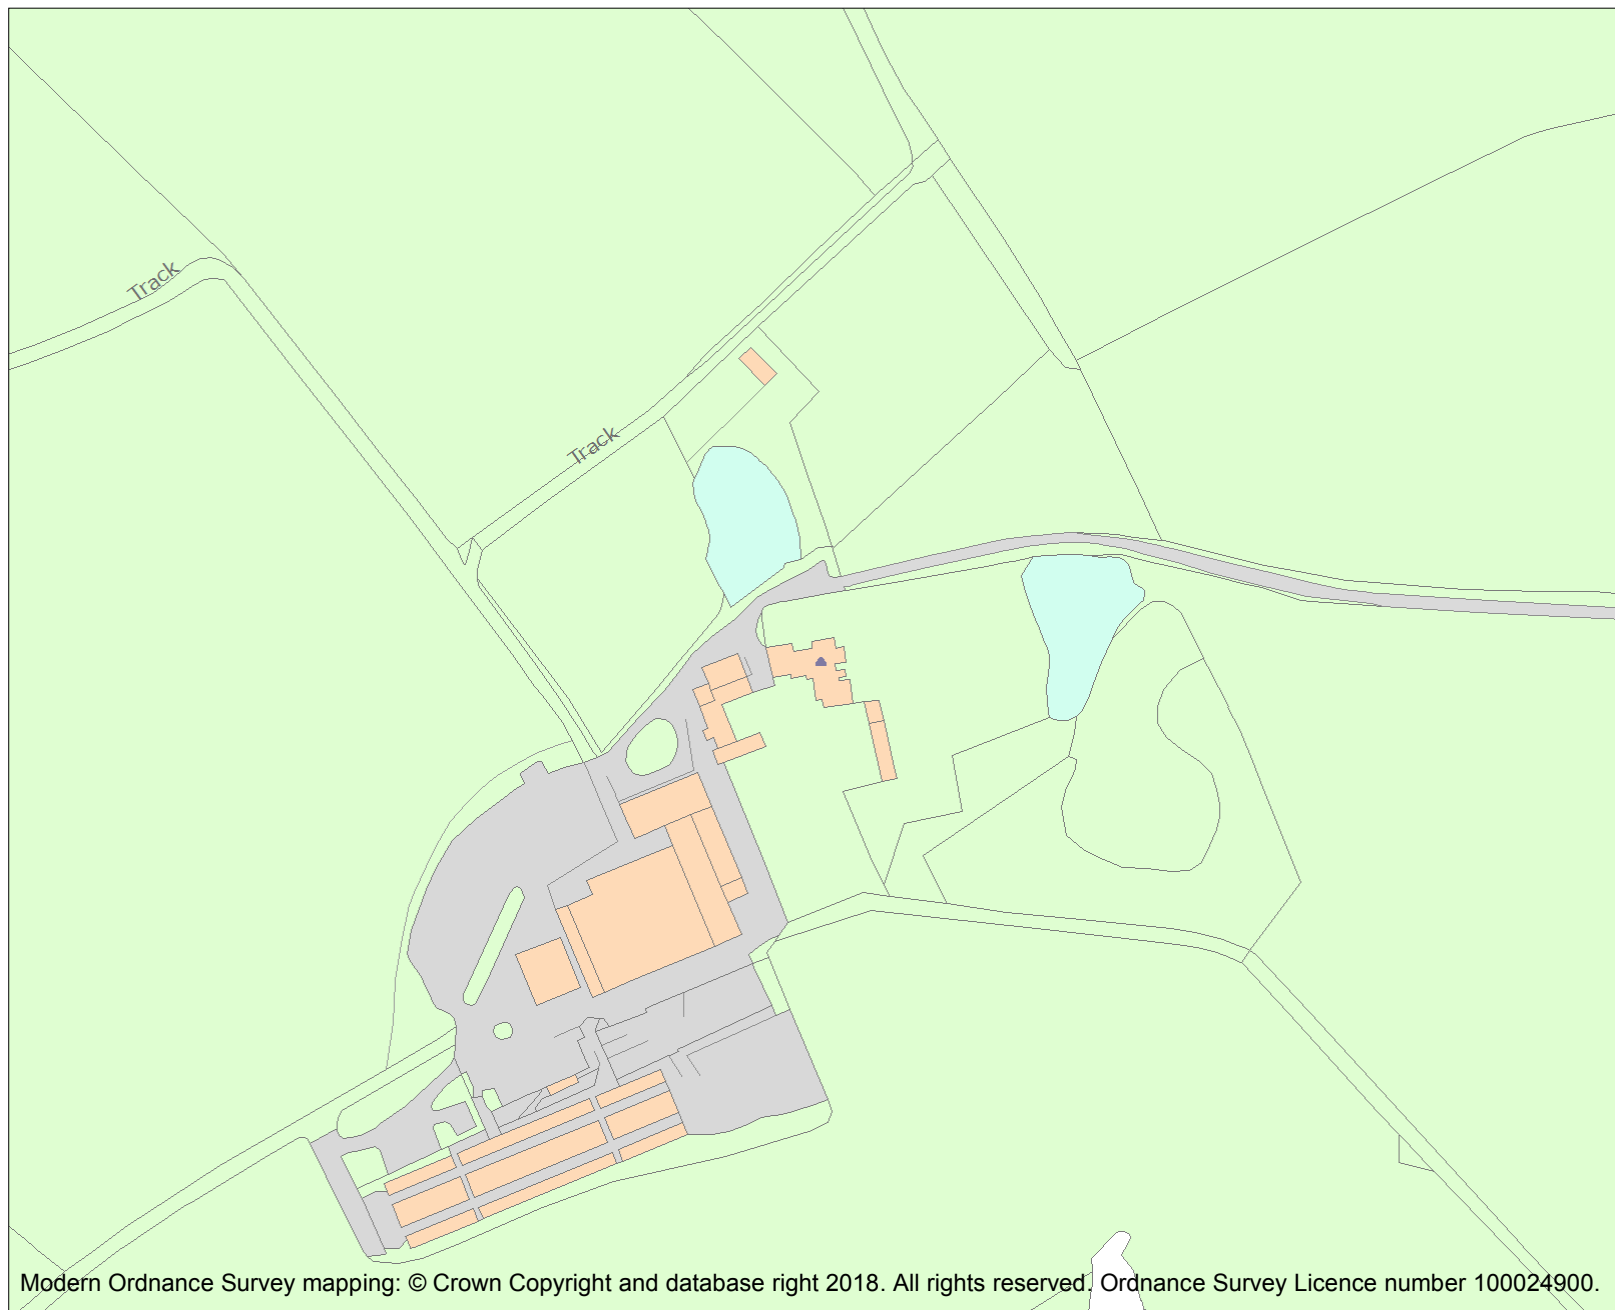 Track
Track
Modern Ordnance Survey mapping: © Crown Copyright and database right 2018. All rights reserved. Ordnance Survey Licence number 100024900.